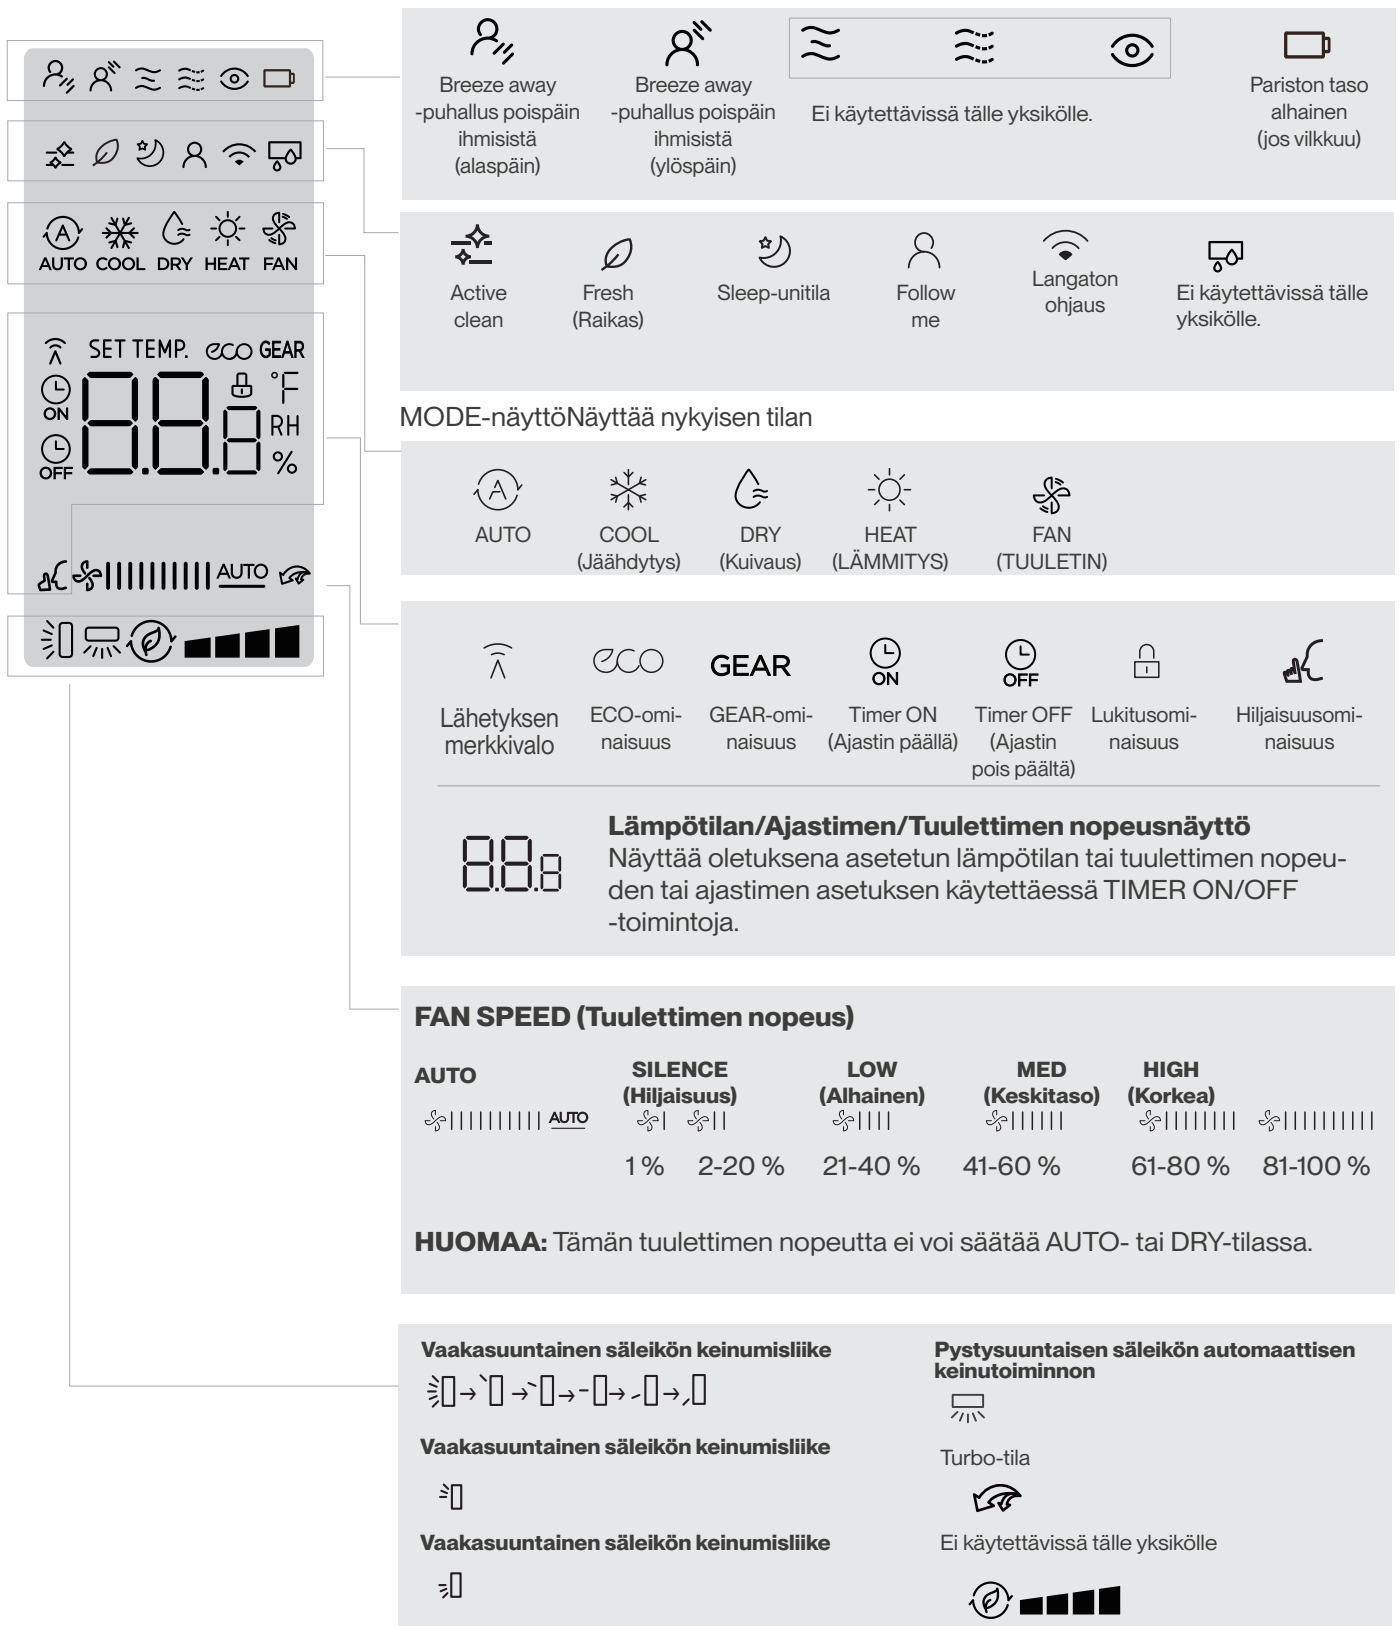 AUTO COOL DRY HEAT FAN
SET TEMP. eco GEAR
ON
°F
RH
OFF
%
AUTO
Breeze away
-puhallus poispäin
ihmisistä
(alaspäin)
Breeze away
-puhallus poispäin
ihmisistä
(ylöspäin)
Ei käytettävissä tälle yksikölle.
Pariston taso
alhainen
(jos vilkkuu)
Active
clean
Fresh
(Raikas)
Sleep-unitila
Follow
me
Langaton
ohjaus
Ei käytettävissä tälle
yksikölle.
MODE-näyttöNäyttää nykyisen tilan
A
AUTO
COOL
(Jäähdytys)
DRY
(Kuivaus)
HEAT
(LÄMMITYS)
FAN
(TUULETIN)
Lähetyksen
merkkivalo
eco
ECO-omi-
naisuus
GEAR
GEAR-omi-
naisuus
ON
Timer ON
(Ajastin päällä)
OFF
Timer OFF
(Ajastin
pois päältä)
Lukitusomi-
naisuus
Hiljaisuusomi-
naisuus
88.8
Lämpötilan/Ajastimen/Tuulettimen nopeusnäyttö
Näyttää oletuksena asetetun lämpötilan tai tuulettimen nopeu-
den tai ajastimen asetuksen käytettäessä TIMER ON/OFF
-toimintoja.
FAN SPEED (Tuulettimen nopeus)
AUTO
AUTO
SILENCE
(Hiljaisuus)
1 % 2-20 %
LOW
(Alhainen)
21-40 %
MED
(Keskitaso)
41-60 %
HIGH
(Korkea)
61-80 % 81-100 %
HUOMAA: Tämän tuulettimen nopeutta ei voi säätää AUTO- tai DRY-tilassa.
Vaakasuuntainen säleikön keinumisliike
Vaakasuuntainen säleikön keinumisliike
Vaakasuuntainen säleikön keinumisliike
Pystysuuntaisen säleikön automaattisen
keinutoiminnon
Turbo-tila
Ei käytettävissä tälle yksikölle